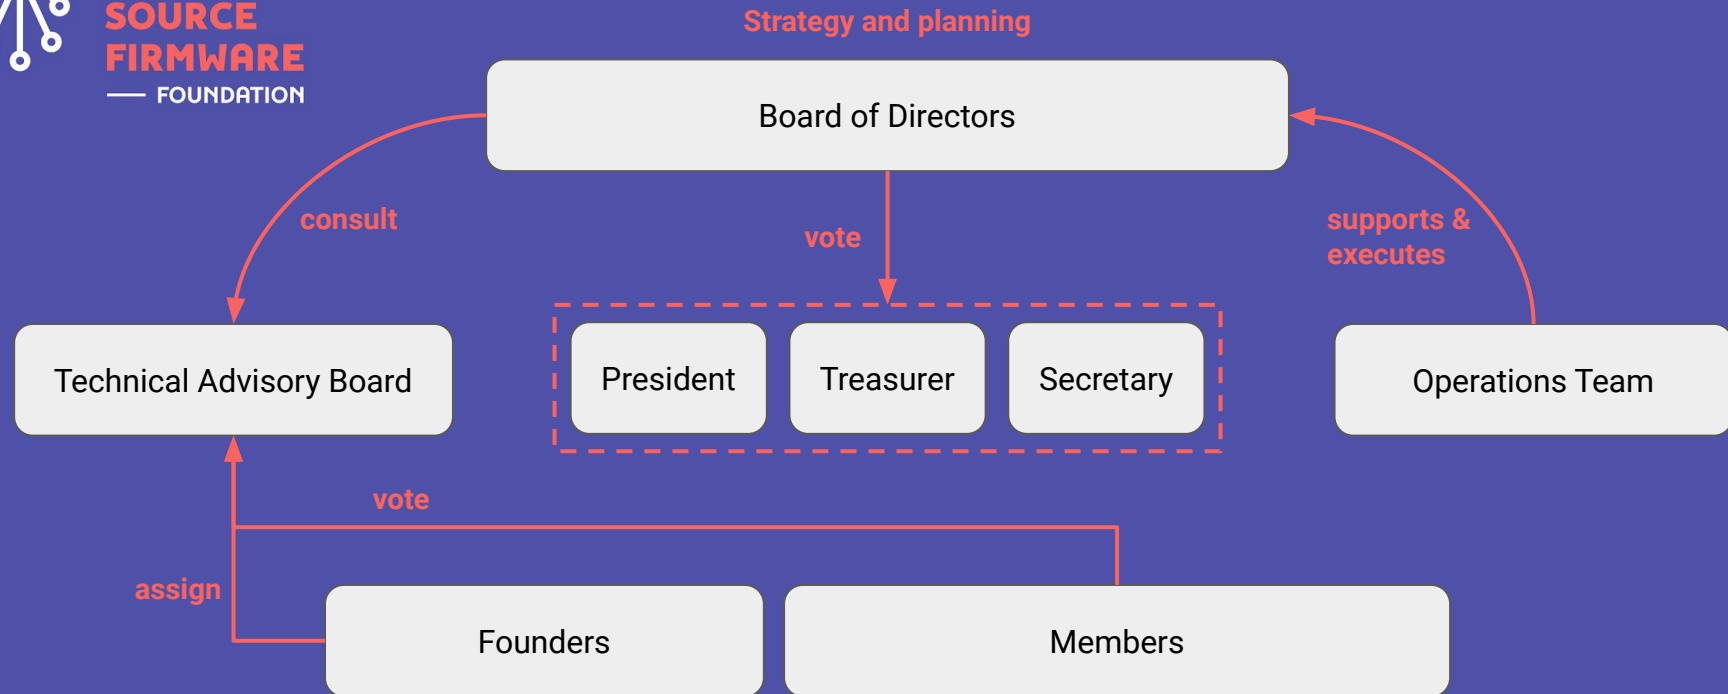 SOURCE
FIRMWARE
FOUNDATION
Strategy and planning
Board of Directors
consult
vote
supports &
executes
Technical Advisory Board
President
Treasurer
Secretary
Operations Team
vote
assign
Founders
Members